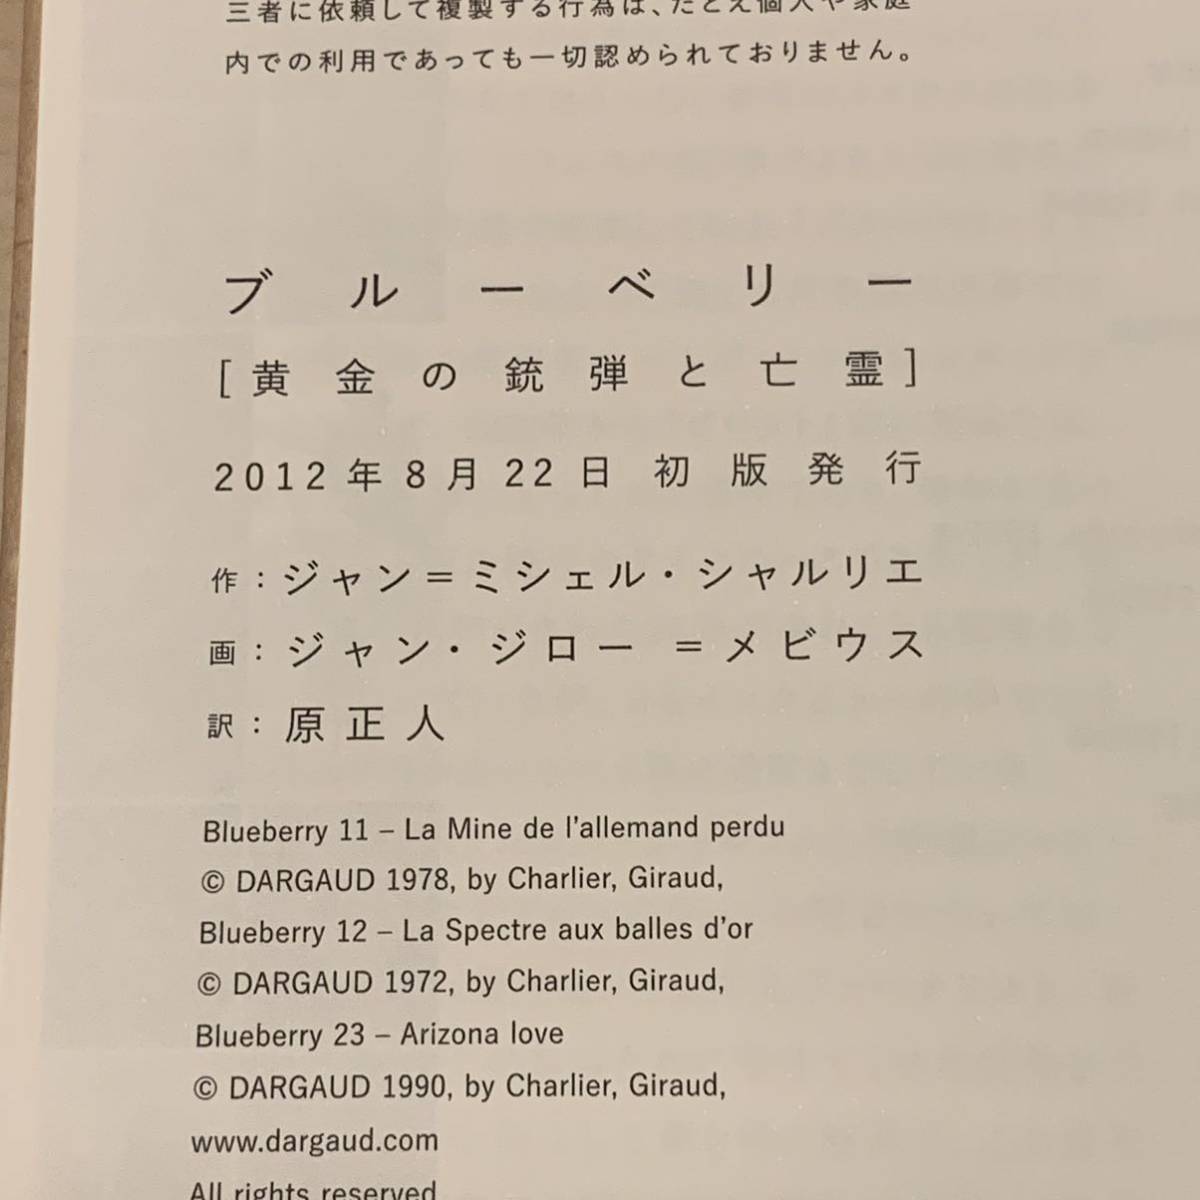 三者に依頼して複製する行為は、たとえ個人や家庭
内での利用であっても一切認められておりません。
ブルーベリー
[黄金の銃弾と亡霊]
2012年8月22日 初版発行
作：ジャン＝ミシェル・シャルリエ
画：ジャン・ジロー＝メビウス
訳：原正人
Blueberry 11 – La Mine de l'allemand perdu
© DARGAUD 1978, by Charlier, Giraud,
Blueberry 12 – La Spectre aux balles d'or
© DARGAUD 1972, by Charlier, Giraud,
Blueberry 23 – Arizona love
© DARGAUD 1990, by Charlier, Giraud,
www.dargaud.com
All rights reserved